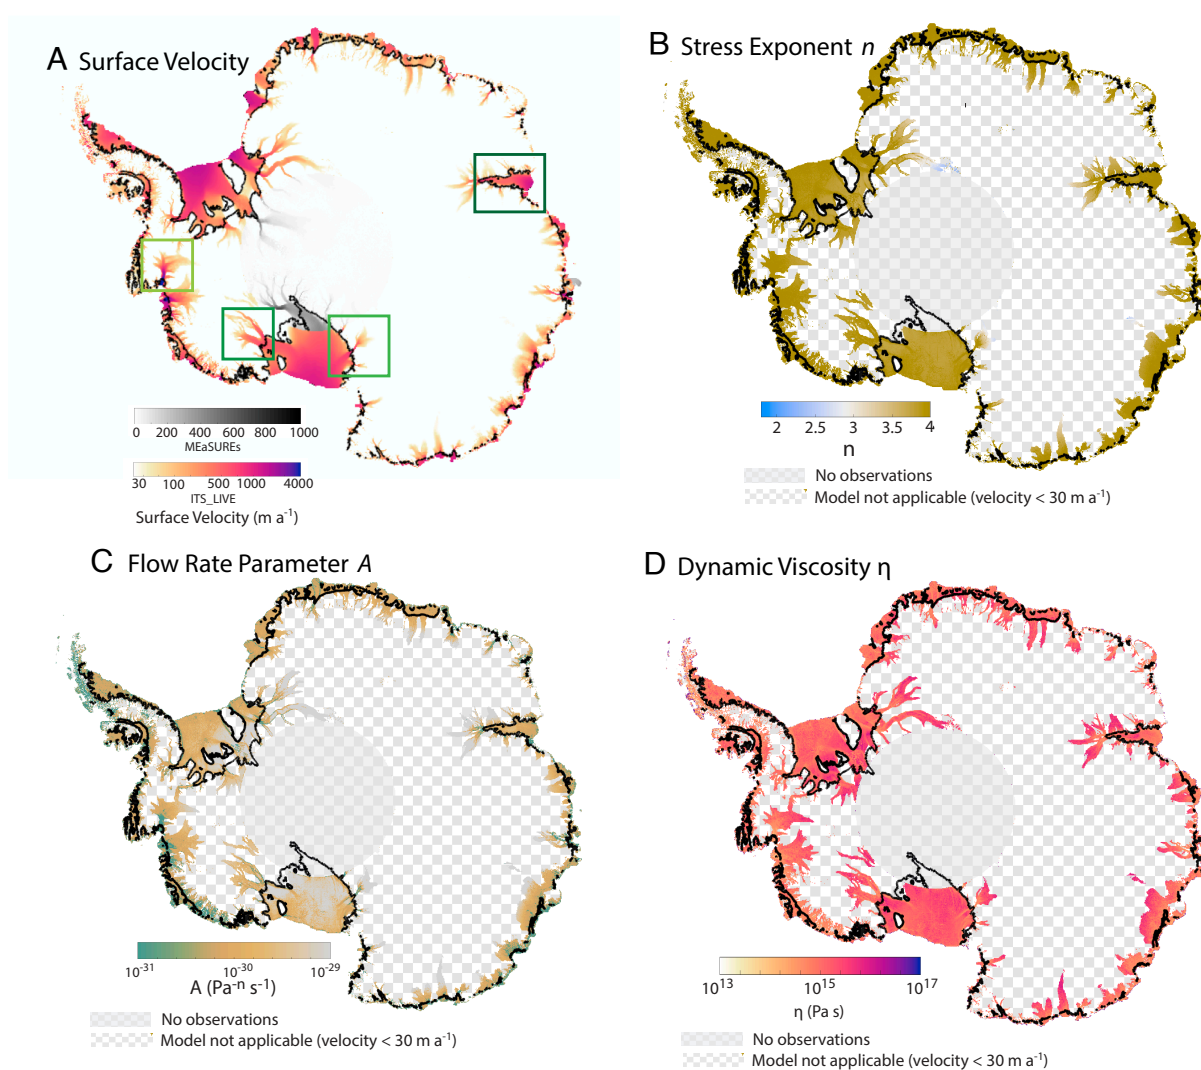 A Surface Velocity
0 200 400 600 800 1000
MEaSUREs
30 100 500 1000 4000
ITS_LIVE
Surface Velocity (m a⁻¹)
B Stress Exponent n
2 2.5 3 3.5 4
n
No observations
Model not applicable (velocity < 30 m a⁻¹)
C Flow Rate Parameter A
10⁻³¹ 10⁻³⁰ 10⁻²⁹
A (Pa⁻ⁿ s⁻¹)
No observations
Model not applicable (velocity < 30 m a⁻¹)
D Dynamic Viscosity η
10¹³ 10¹⁵ 10¹⁷
η (Pa s)
No observations
Model not applicable (velocity < 30 m a⁻¹)